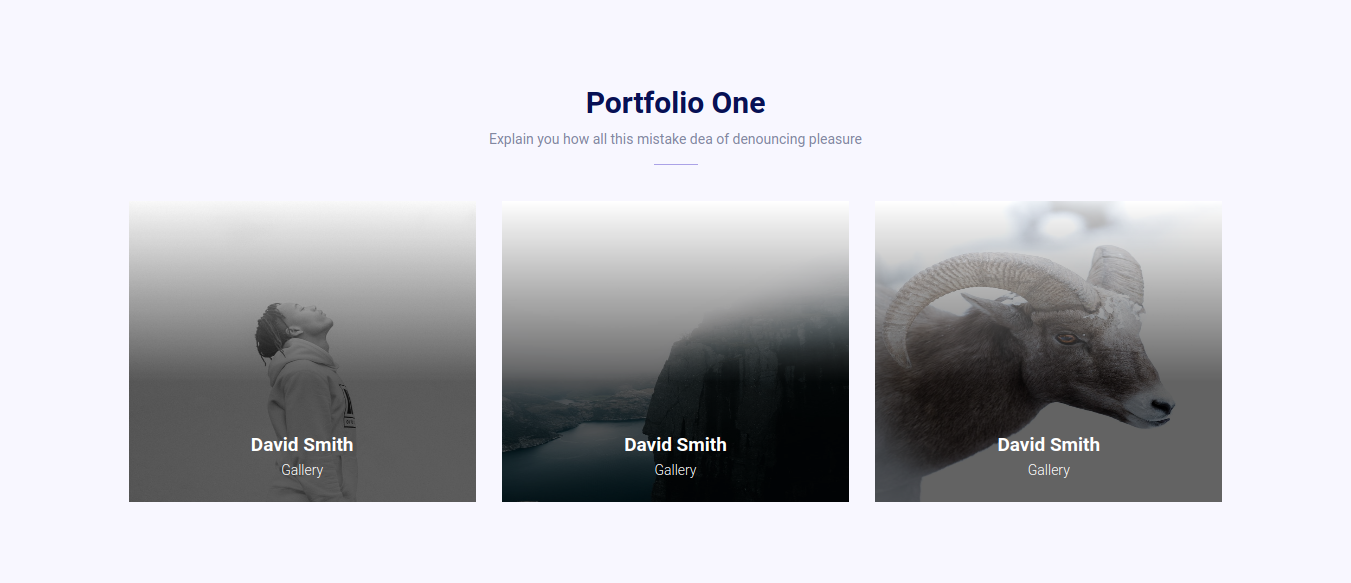 Portfolio One
Explain you how all this mistake dea of denouncing pleasure
David Smith
Gallery
David Smith
Gallery
David Smith
Gallery